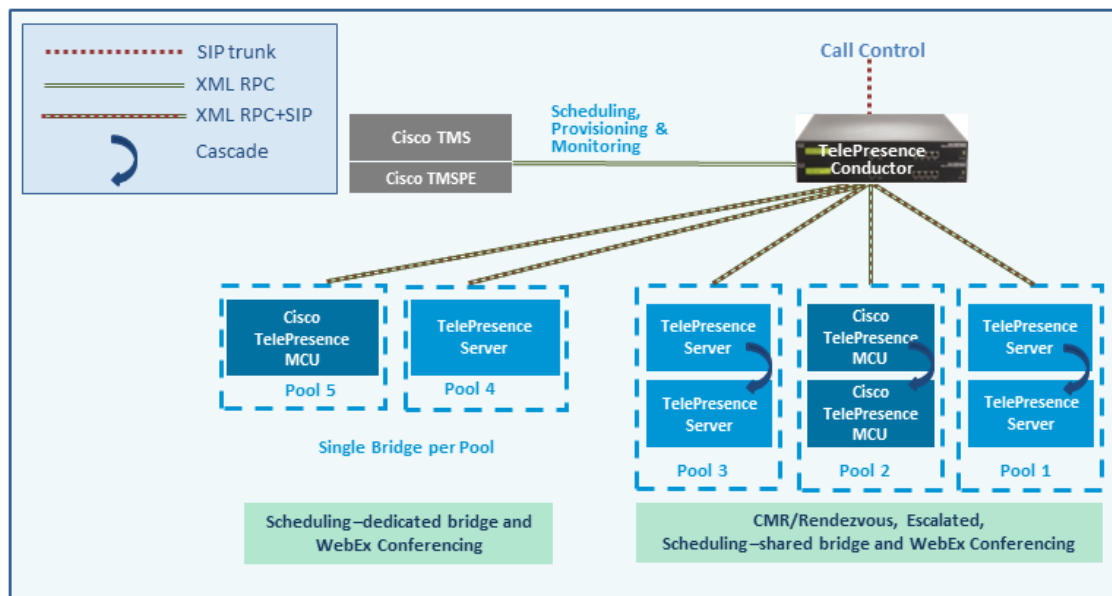 SIP trunk
XML RPC
XML RPC+SIP
Cascade
Call Control
Scheduling,
Provisioning &
Monitoring
Cisco TMS
Cisco TMSPE
TelePresence
Conductor
Cisco
TelePresence
MCU
Pool 5
TelePresence
Server
Pool 4
Single Bridge per Pool
TelePresence
Server
TelePresence
Server
Pool 3
Cisco
TelePresence
MCU
Cisco
TelePresence
MCU
Pool 2
TelePresence
Server
TelePresence
Server
Pool 1
Scheduling–dedicated bridge and
WebEx Conferencing
CMR/Rendezvous, Escalated,
Scheduling–shared bridge and WebEx Conferencing